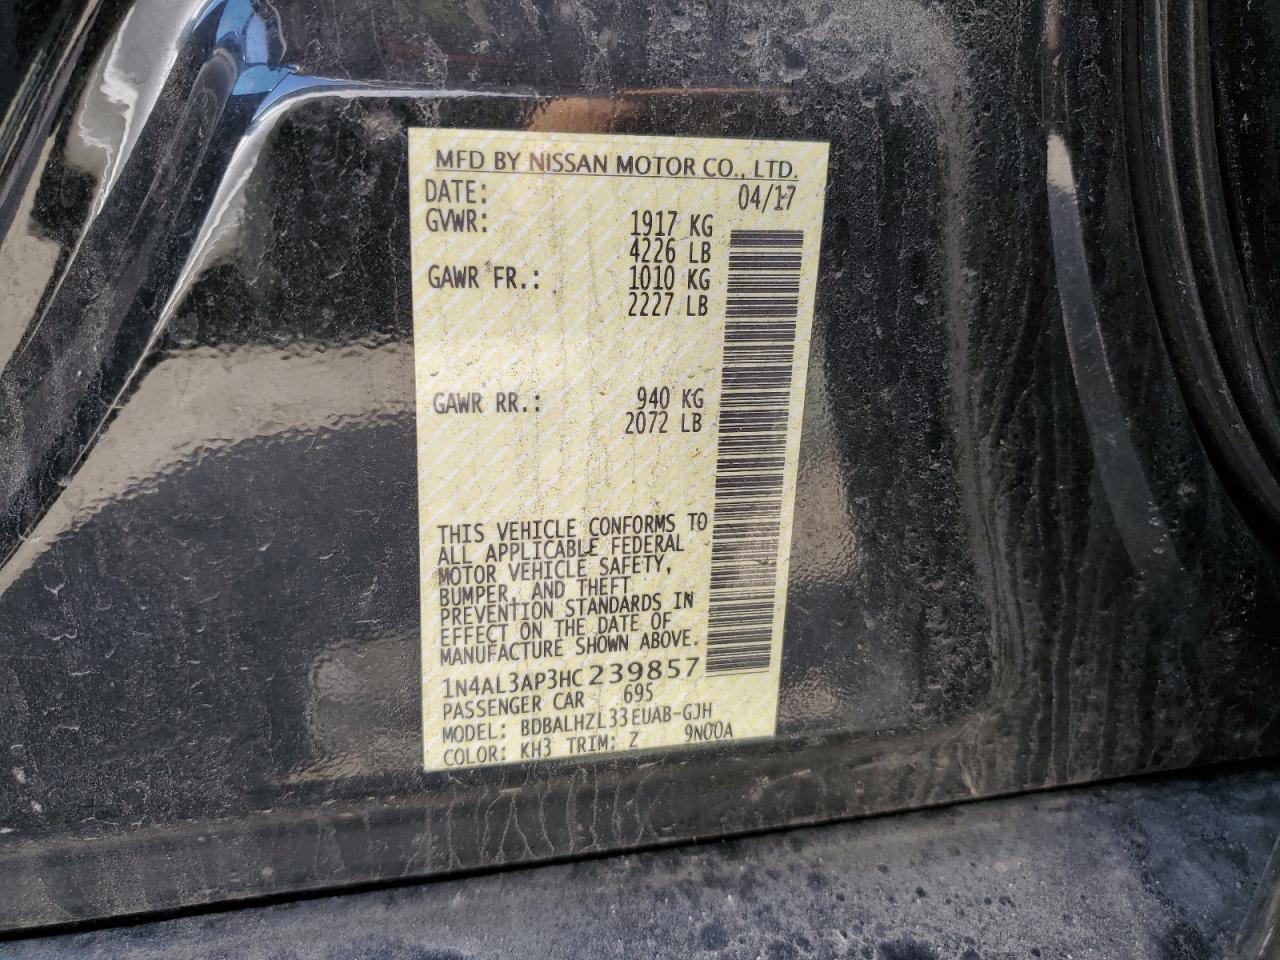 MFD BY NISSAN MOTOR CO., LTD.
DATE: 04/17
GVWR: 1917 KG
4226 LB
GAWR FR.: 1010 KG
2227 LB
GAWR RR.: 940 KG
2072 LB
THIS VEHICLE CONFORMS TO
ALL APPLICABLE FEDERAL
MOTOR VEHICLE SAFETY,
BUMPER, AND THEFT
PREVENTION STANDARDS IN
EFFECT ON THE DATE OF
MANUFACTURE SHOWN ABOVE.
1N4AL3AP3HC239857
PASSENGER CAR 695
MODEL: BDBALHZL33EUAB-GJH
COLOR: KH3 TRIM: Z 9N00A